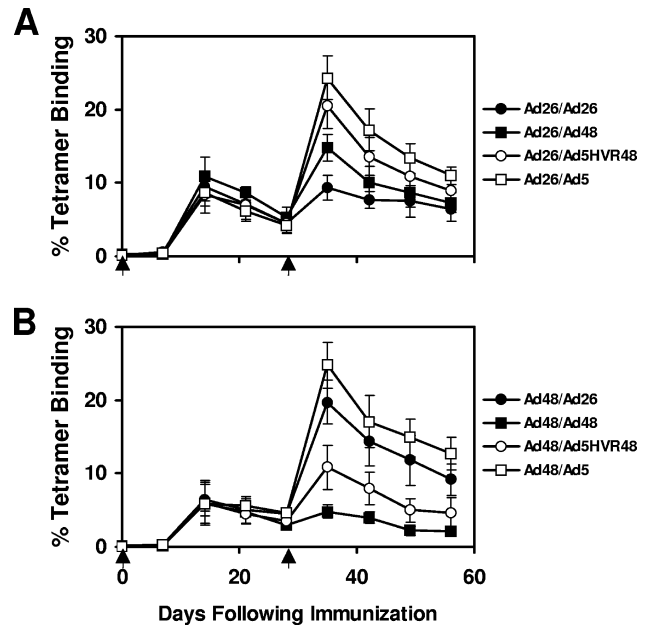 A
% Tetramer Binding
30
20
10
0
Ad26/Ad26
Ad26/Ad48
Ad26/Ad5HVR48
Ad26/Ad5
B
% Tetramer Binding
30
20
10
0
Ad48/Ad26
Ad48/Ad48
Ad48/Ad5HVR48
Ad48/Ad5
0 20 40 60
Days Following Immunization